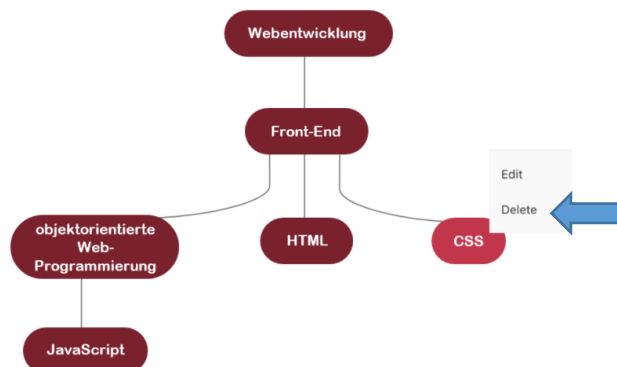 Webentwicklung
Front-End
Edit
Delete
objektorientierte
Web-
Programmierung
HTML
CSS
JavaScript